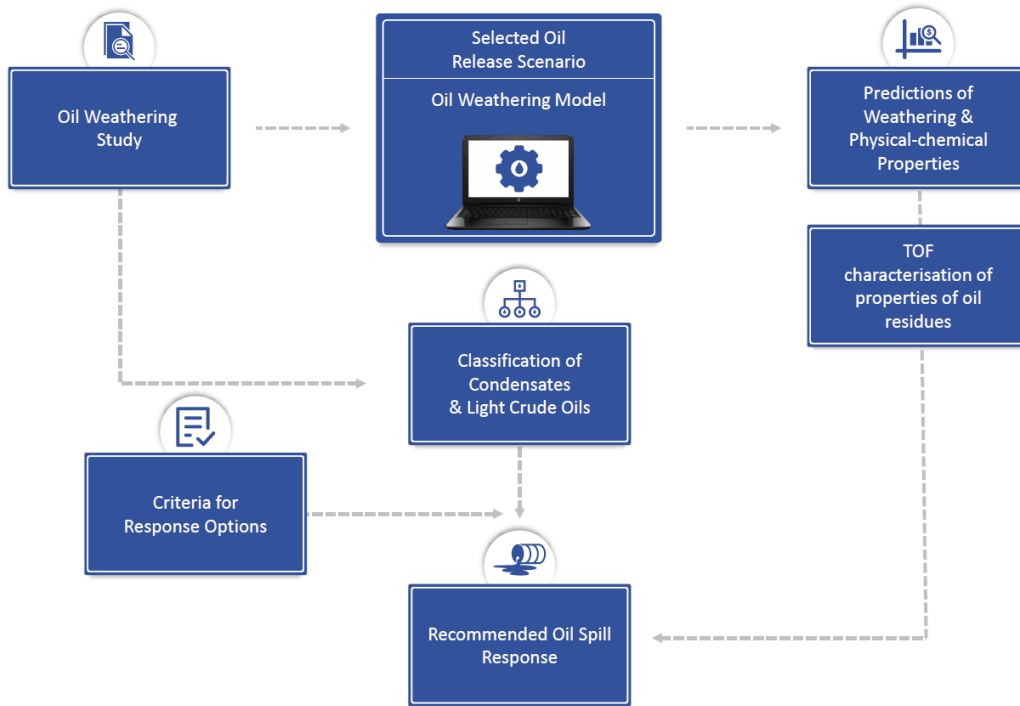 Selected Oil
Release Scenario
Oil Weathering Model
Oil Weathering
Study
Predictions of
Weathering &
Physical-chemical
Properties
TOF
characterisation of
properties of oil
residues
Classification of
Condensates
& Light Crude Oils
Criteria for
Response Options
Recommended Oil Spill
Response